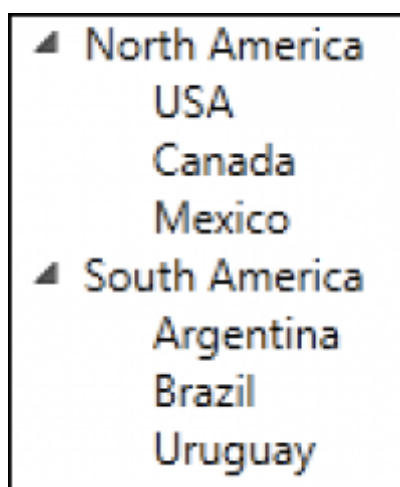 North America
USA
Canada
Mexico
South America
Argentina
Brazil
Uruguay